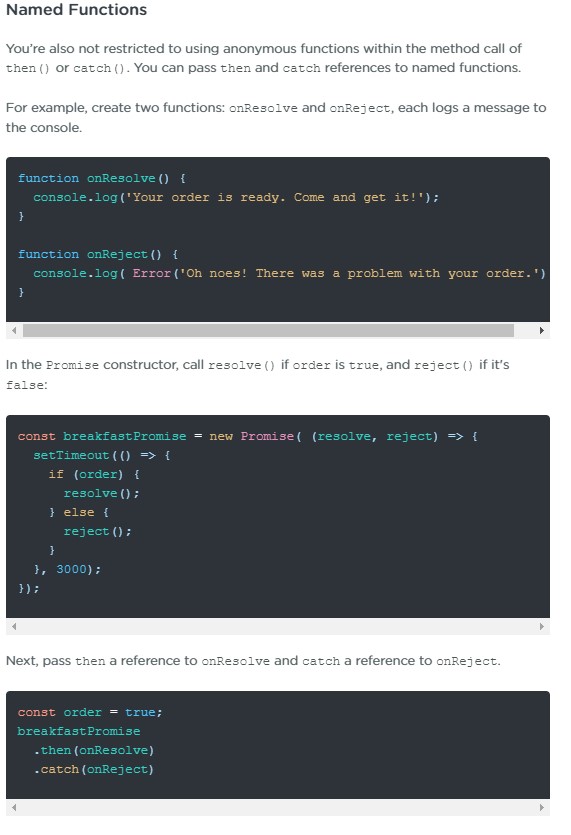 Named Functions
You're also not restricted to using anonymous functions within the method call of
then() or catch(). You can pass then and catch references to named functions.
For example, create two functions: onResolve and onReject, each logs a message to
the console.
function onResolve() {
  console.log('Your order is ready. Come and get it!');
}
function onReject() {
  console.log( Error('Oh noes! There was a problem with your order.')
}
In the Promise constructor, call resolve() if order is true, and reject() if it's
false:
const breakfastPromise = new Promise( (resolve, reject) => {
  setTimeout(() => {
    if (order) {
      resolve();
    } else {
      reject();
    }
  }, 3000);
});
Next, pass then a reference to onResolve and catch a reference to onReject.
const order = true;
breakfastPromise
  .then(onResolve)
  .catch(onReject)